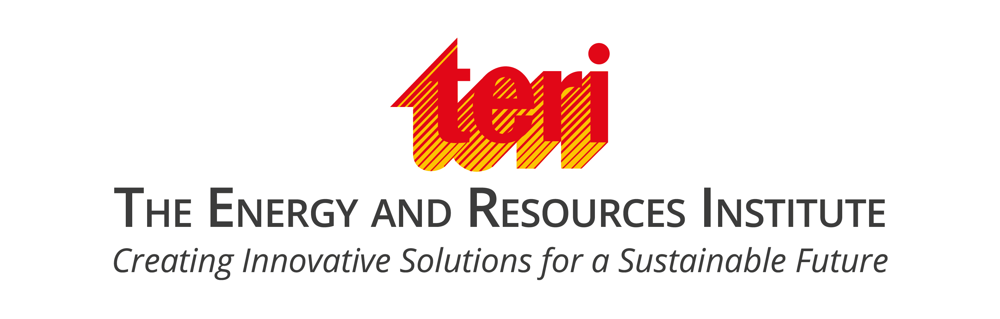 teri
THE ENERGY AND RESOURCES INSTITUTE
Creating Innovative Solutions for a Sustainable Future